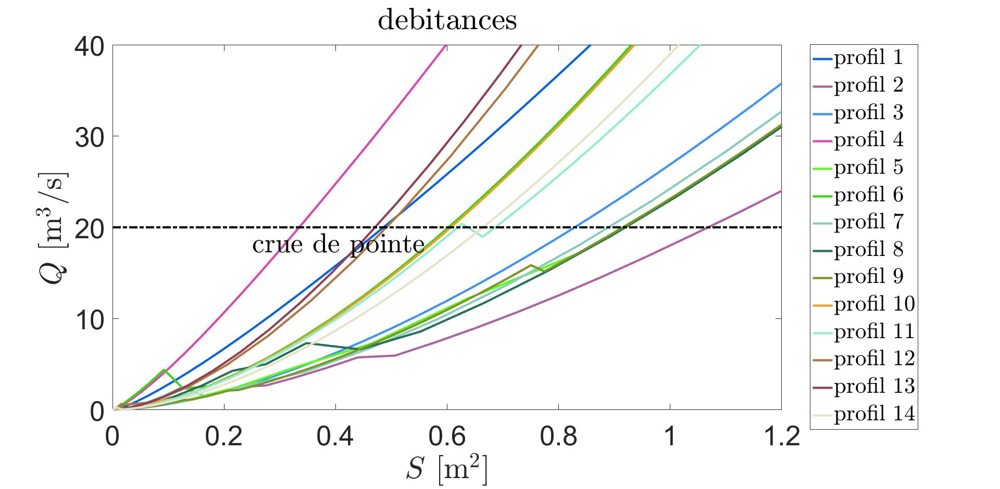 debitances
40
30
20
10
0
0 0.2 0.4 0.6 0.8 1 1.2
Q [m³/s]
S [m²]
crue de pointe
profil 1
profil 2
profil 3
profil 4
profil 5
profil 6
profil 7
profil 8
profil 9
profil 10
profil 11
profil 12
profil 13
profil 14